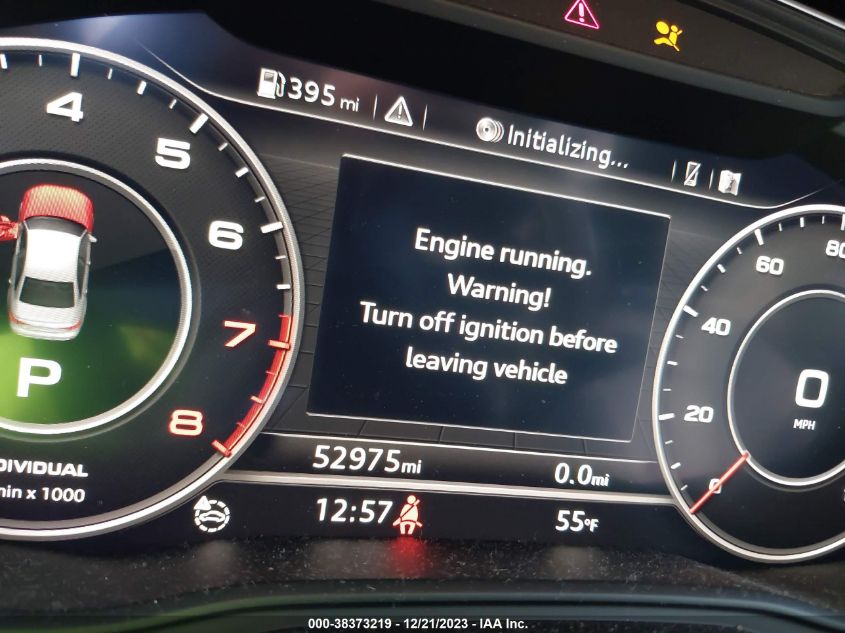 395 mi
Initializing...
4
5
6
7
8
P
Engine running.
Warning!
Turn off ignition before
leaving vehicle
80
60
40
20
0
0
MPH
DIVIDUAL
min x 1000
52975mi
0.0mi
12:57
55°F
000-38373219 - 12/21/2023 - IAA Inc.